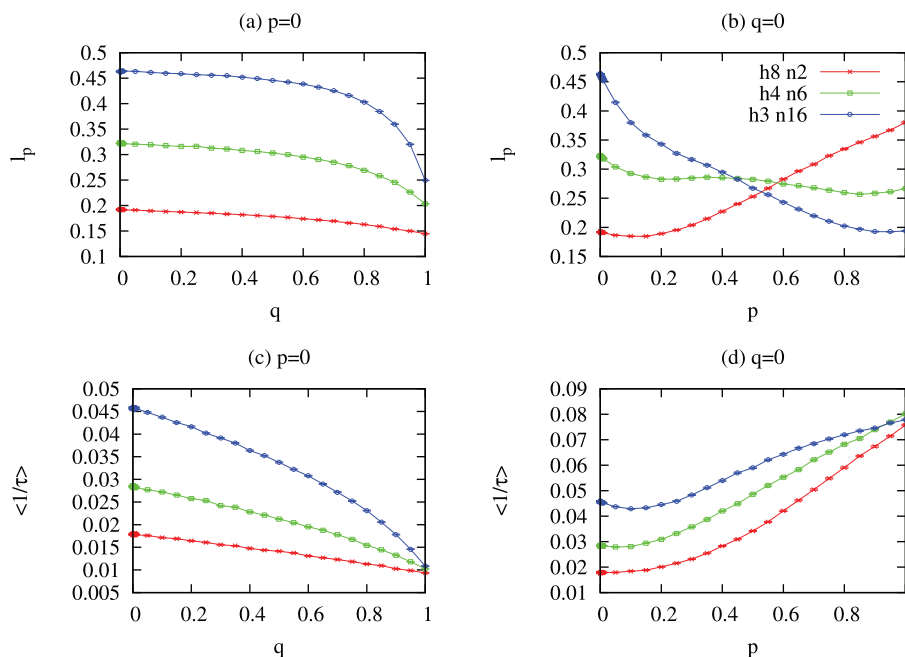 (a) p=0
0.5
0.45
0.4
0.35
0.3
0.25
0.2
0.15
0.1
l_p
0 0.2 0.4 0.6 0.8 1
q
(b) q=0
0.5
0.45
0.4
0.35
0.3
0.25
0.2
0.15
l_p
h8 n2
h4 n6
h3 n16
0 0.2 0.4 0.6 0.8
p
(c) p=0
0.05
0.045
0.04
0.035
0.03
0.025
0.02
0.015
0.01
0.005
<1/τ>
0 0.2 0.4 0.6 0.8 1
q
(d) q=0
0.09
0.08
0.07
0.06
0.05
0.04
0.03
0.02
0.01
<1/τ>
0 0.2 0.4 0.6 0.8
p